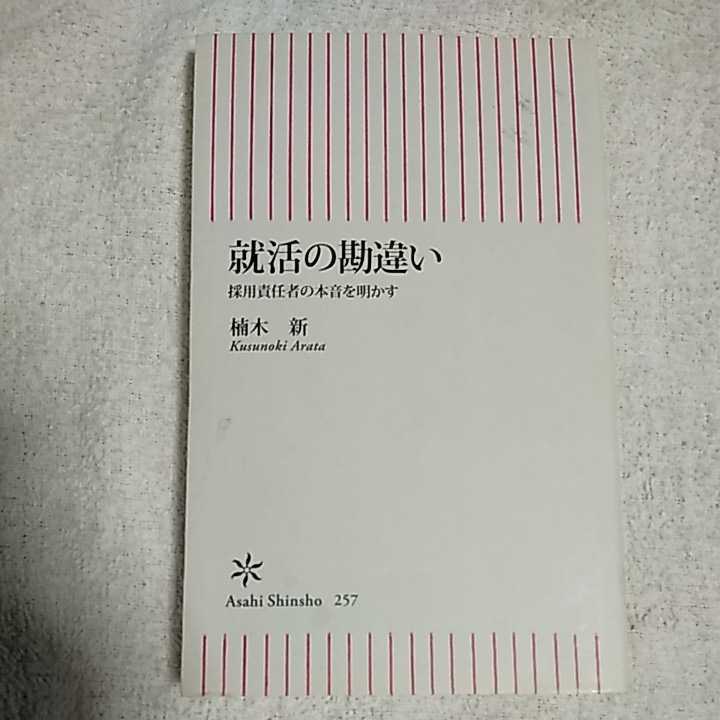 就活の勘違い
採用責任者の本音を明かす
楠木 新
Kusunoki Arata
Asahi Shinsho 257